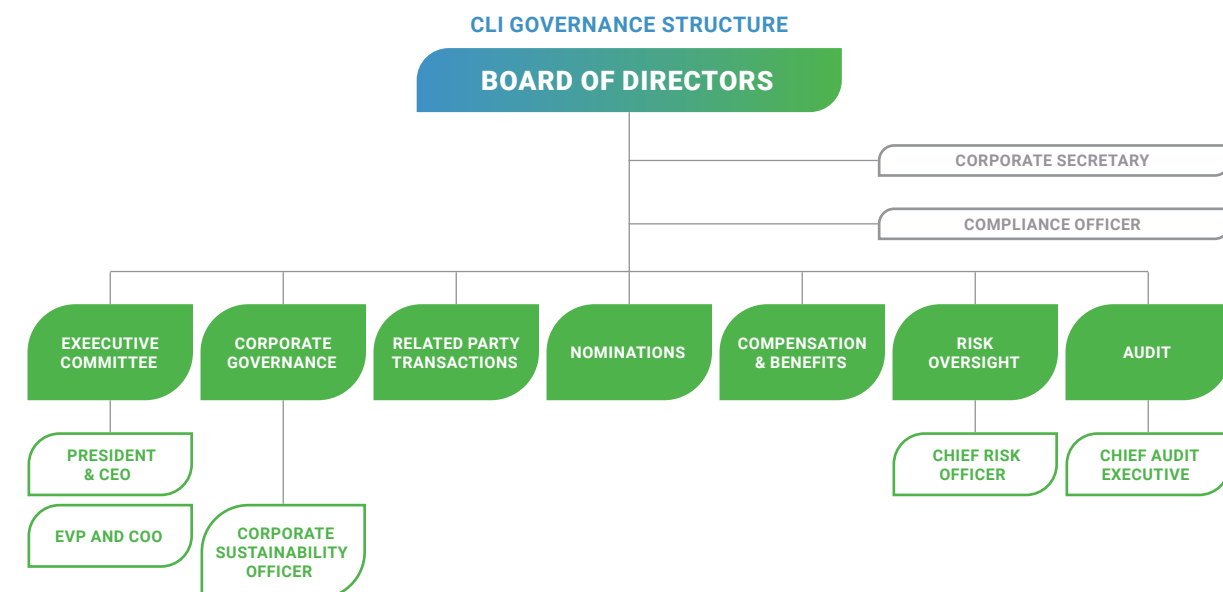 CLI GOVERNANCE STRUCTURE
BOARD OF DIRECTORS
CORPORATE SECRETARY
COMPLIANCE OFFICER
EXEECUTIVE
COMMITTEE
CORPORATE
GOVERNANCE
RELATED PARTY
TRANSACTIONS
NOMINATIONS
COMPENSATION
& BENEFITS
RISK
OVERSIGHT
AUDIT
PRESIDENT
& CEO
CHIEF RISK
OFFICER
CHIEF AUDIT
EXECUTIVE
EVP AND COO
CORPORATE
SUSTAINABILITY
OFFICER